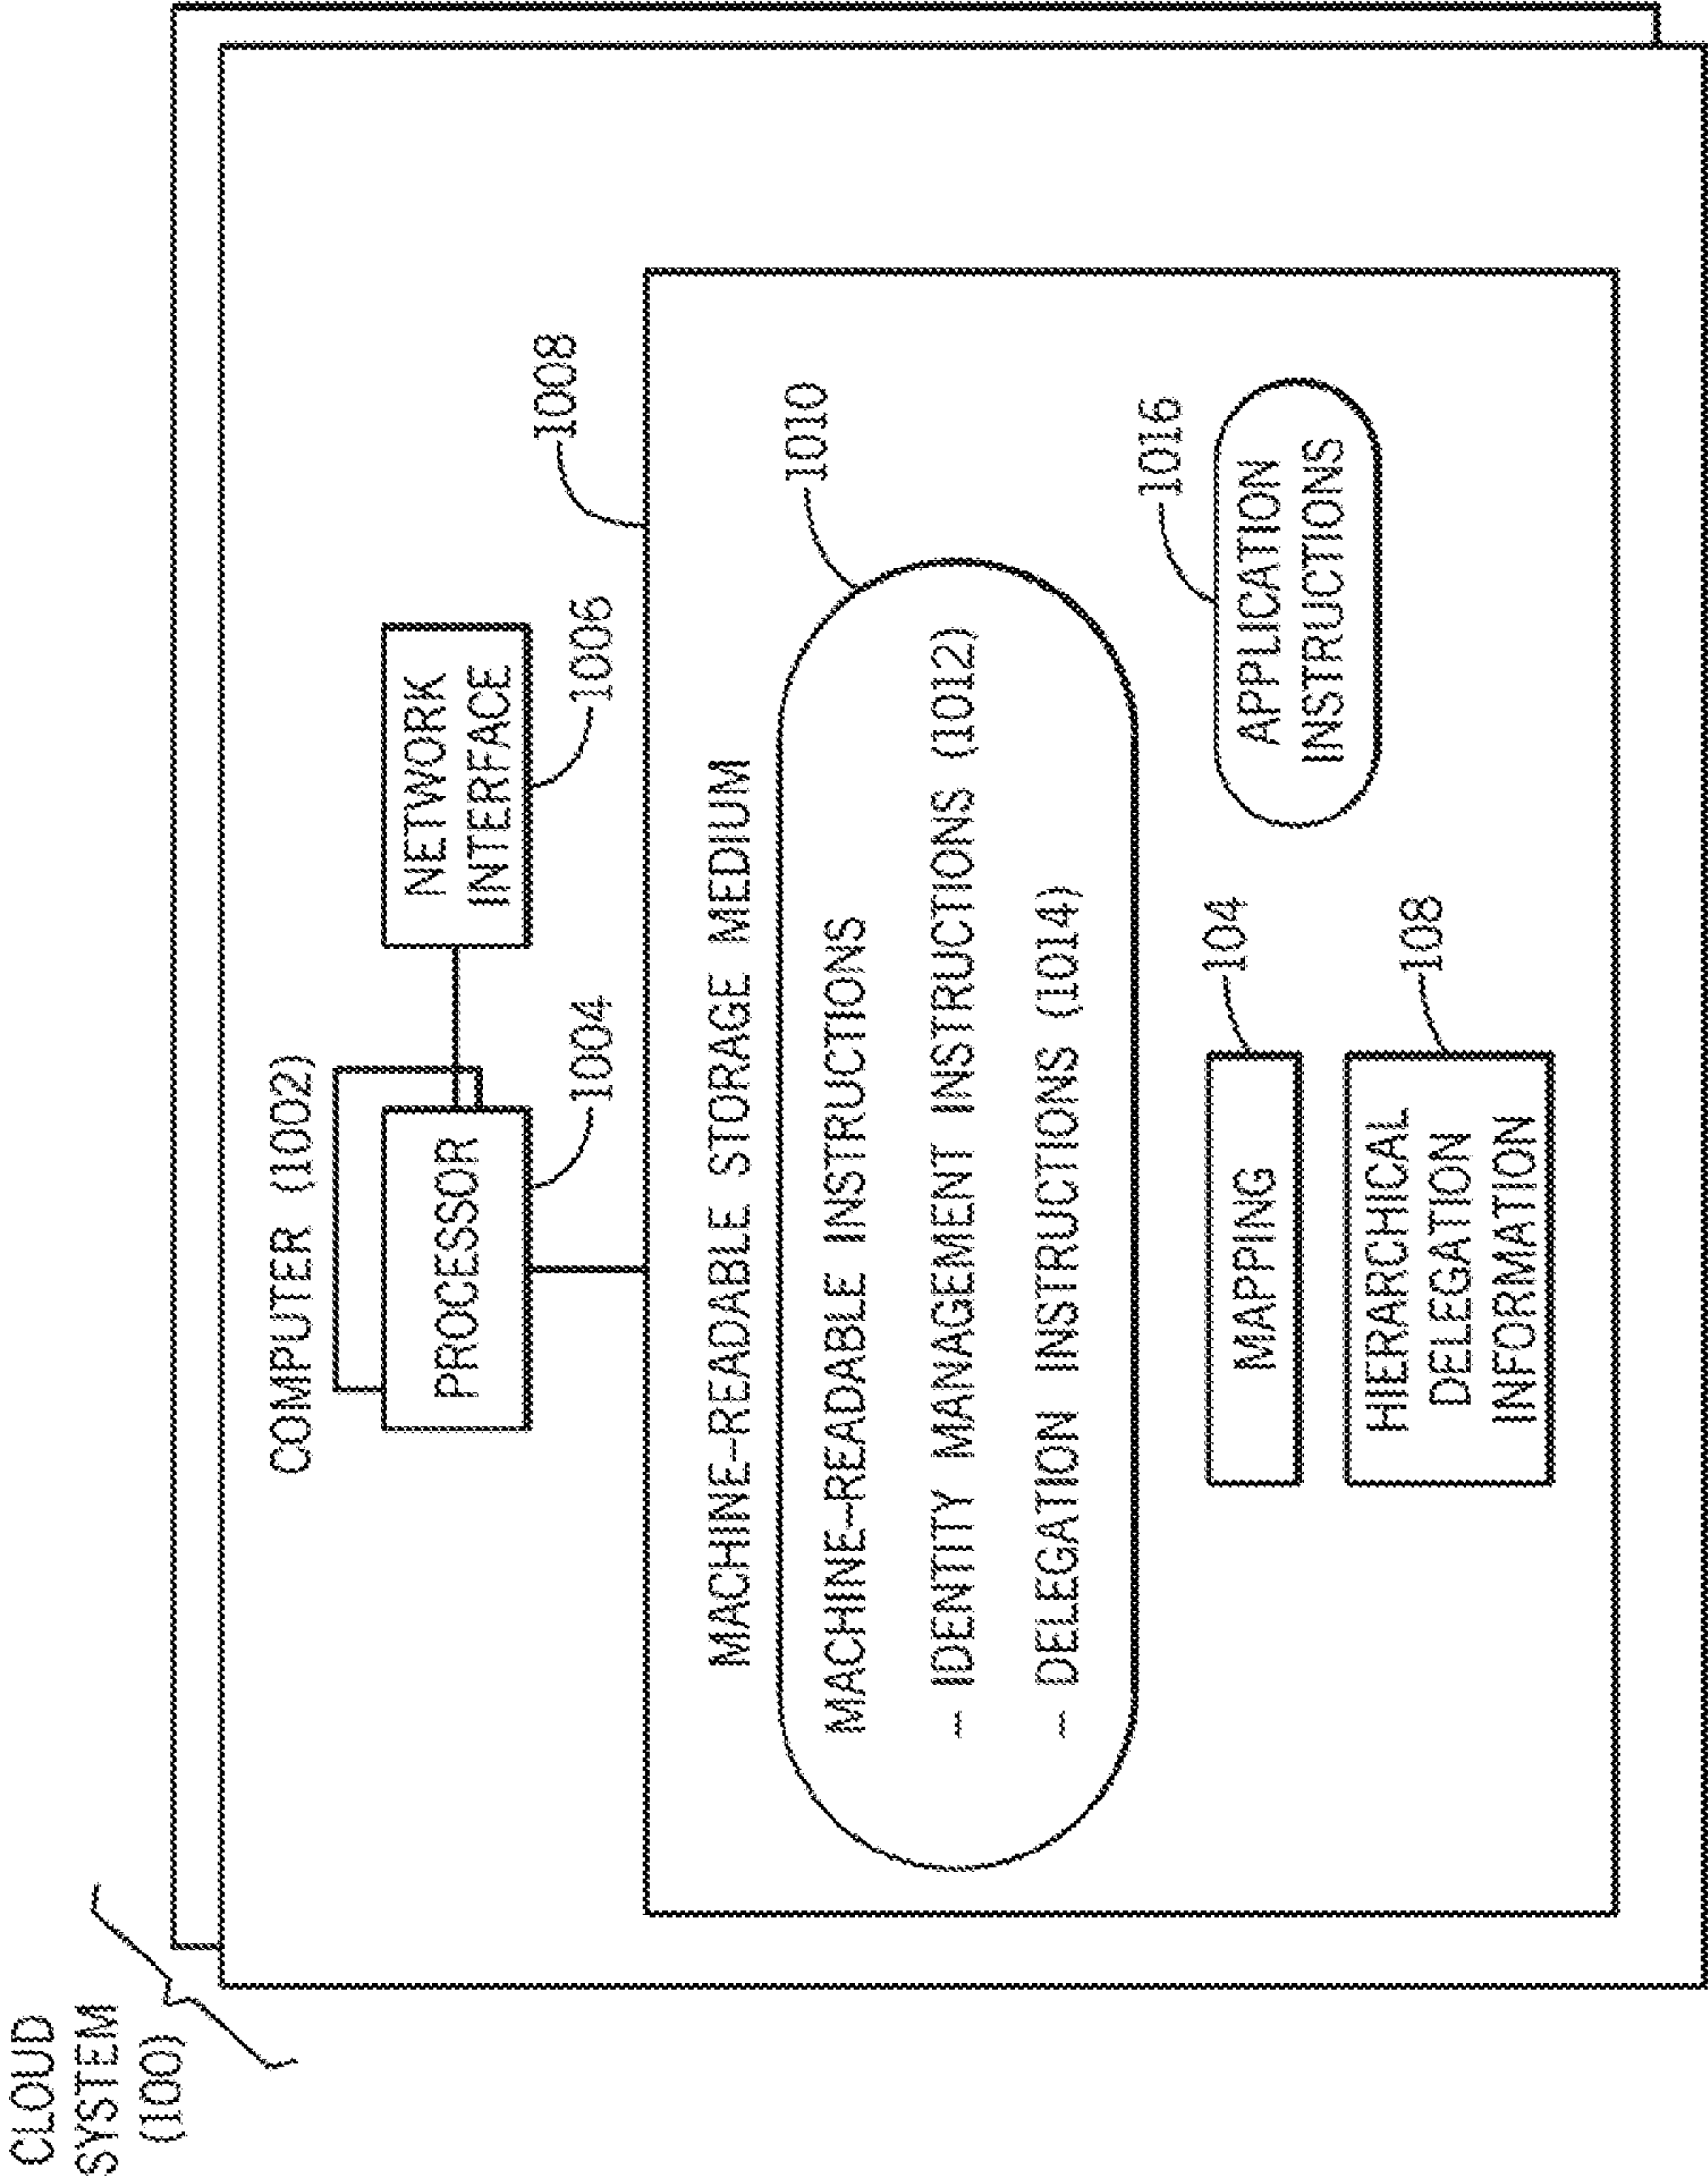 CLOUD
SYSTEM
(100)
COMPUTER (1002)
PROCESSOR
1004
NETWORK
INTERFACE
1006
1008
MACHINE-READABLE STORAGE MEDIUM
1010
MACHINE-READABLE INSTRUCTIONS
- IDENTITY MANAGEMENT INSTRUCTIONS (1012)
- DELEGATION INSTRUCTIONS (1014)
MAPPING
104
HIERARCHICAL
DELEGATION
INFORMATION
108
1016
APPLICATION
INSTRUCTIONS